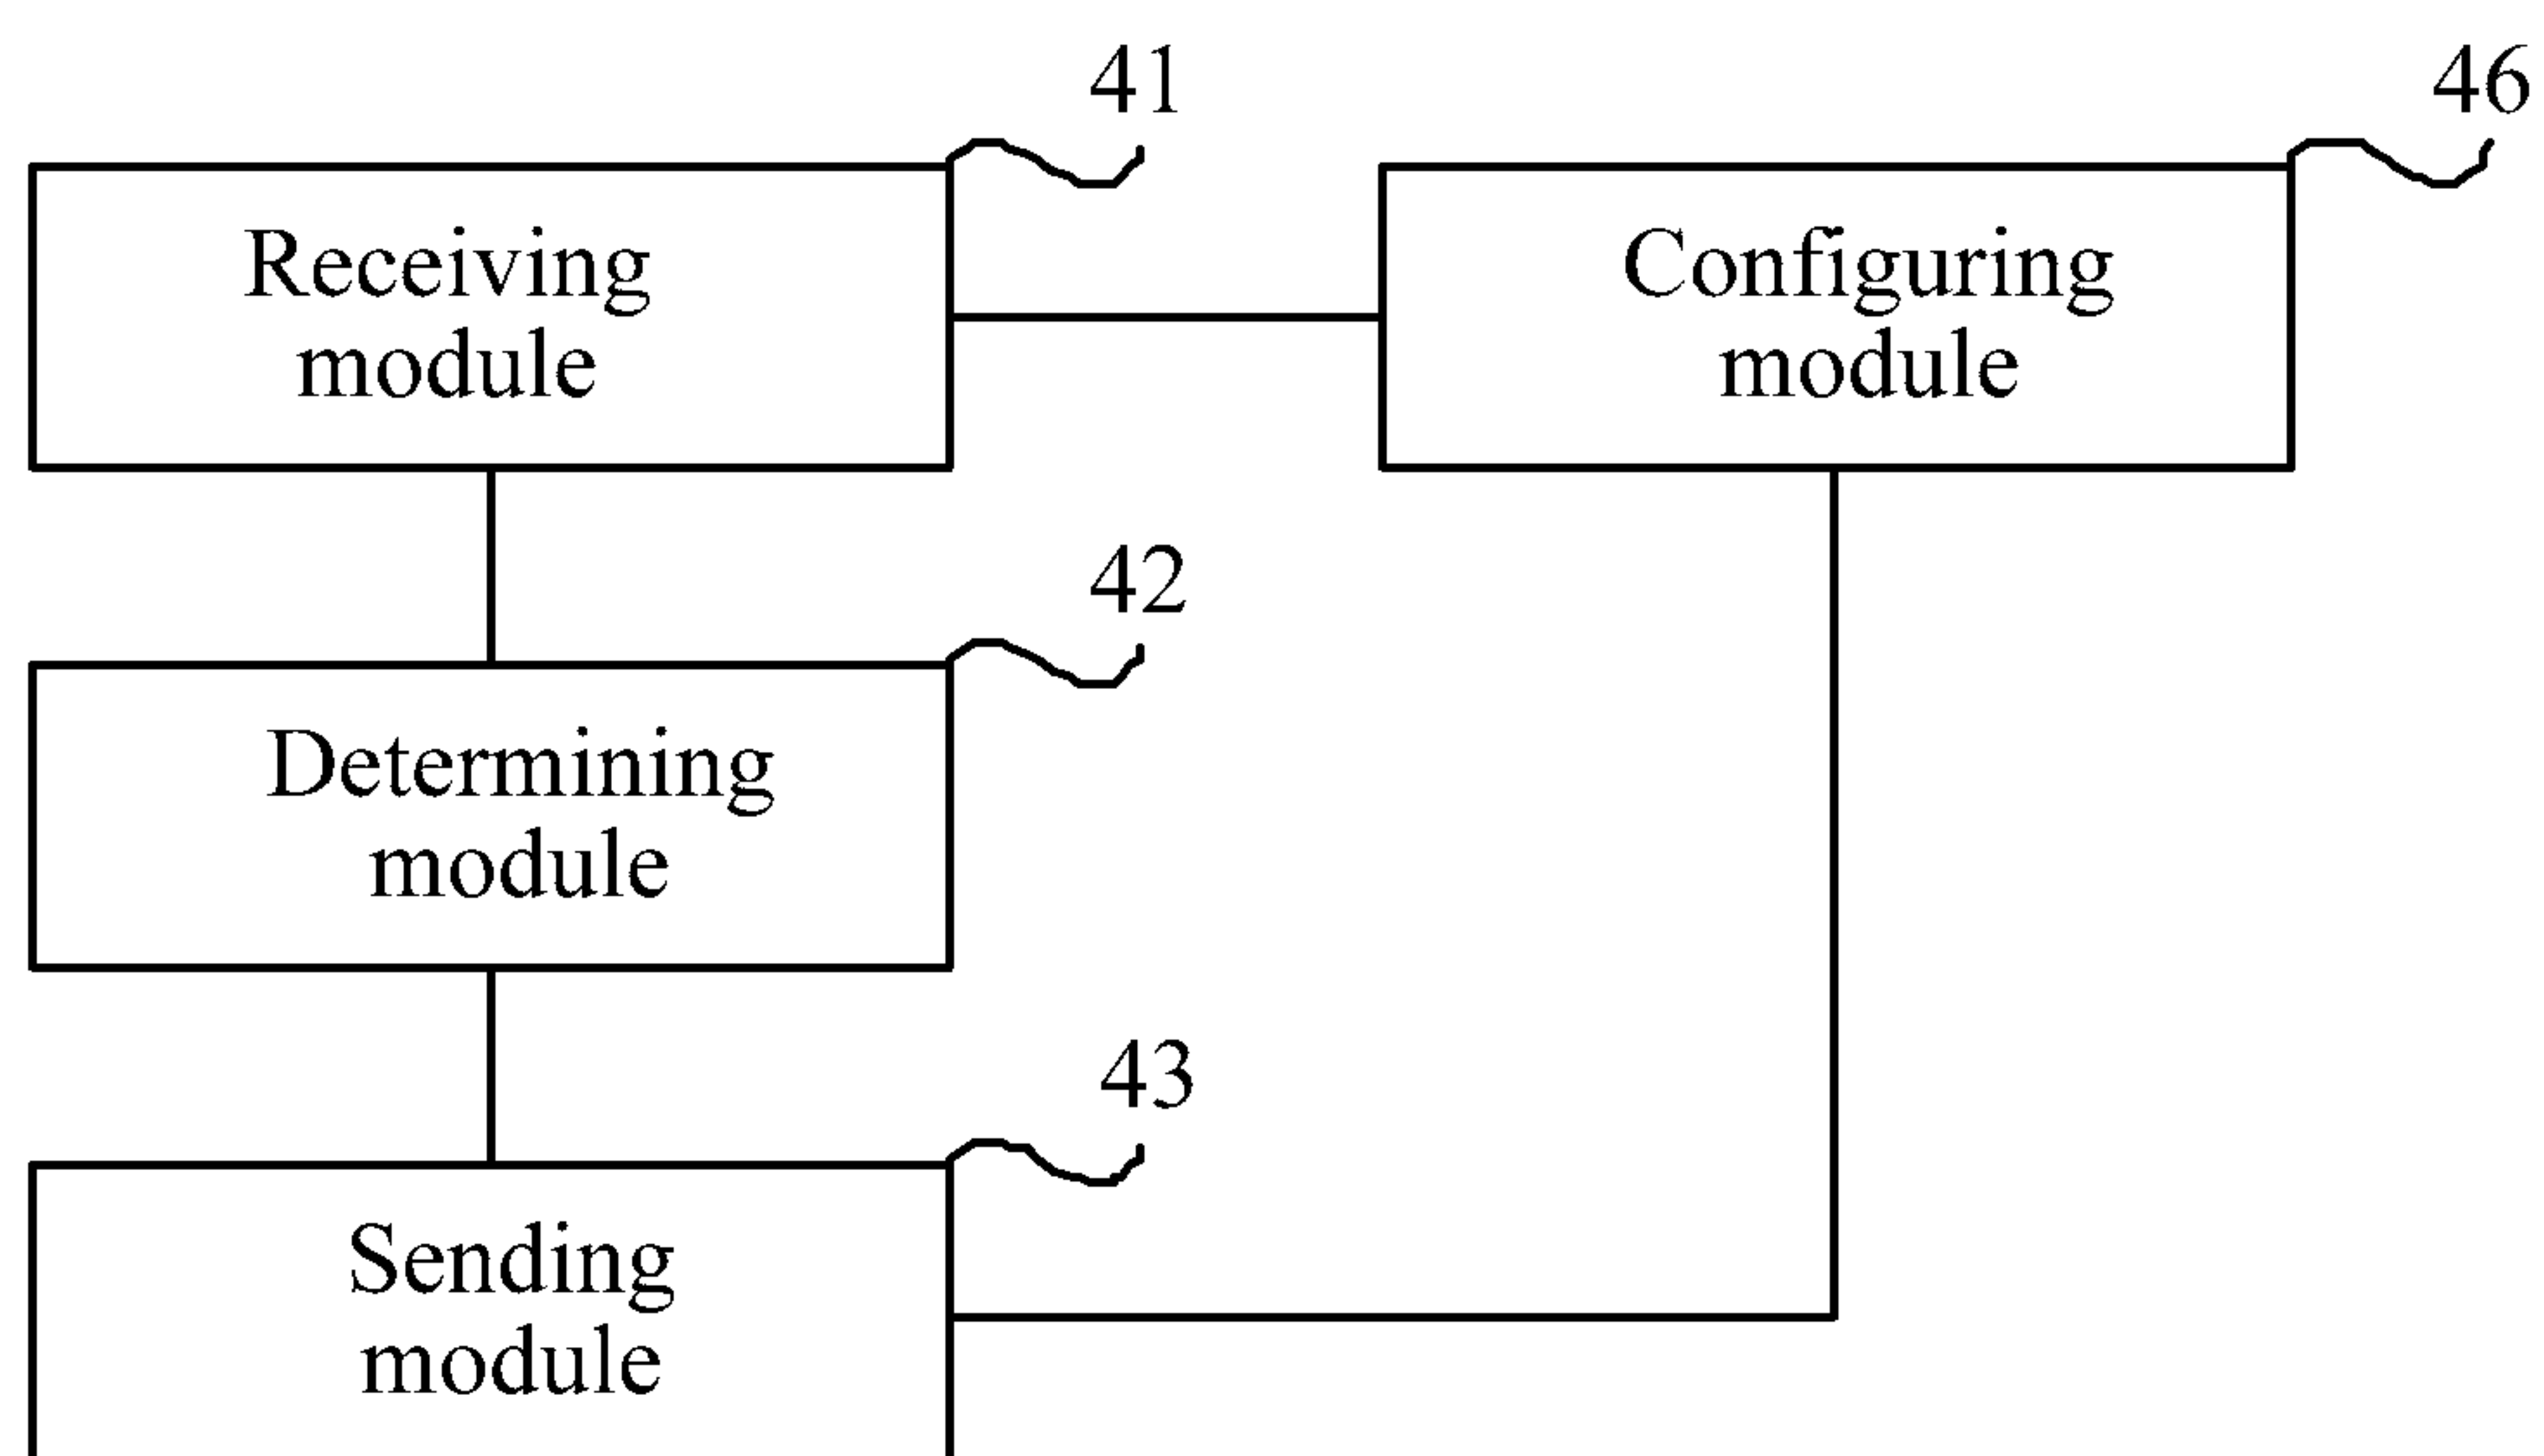 41
46
Receiving
module
Configuring
module
42
Determining
module
43
Sending
module